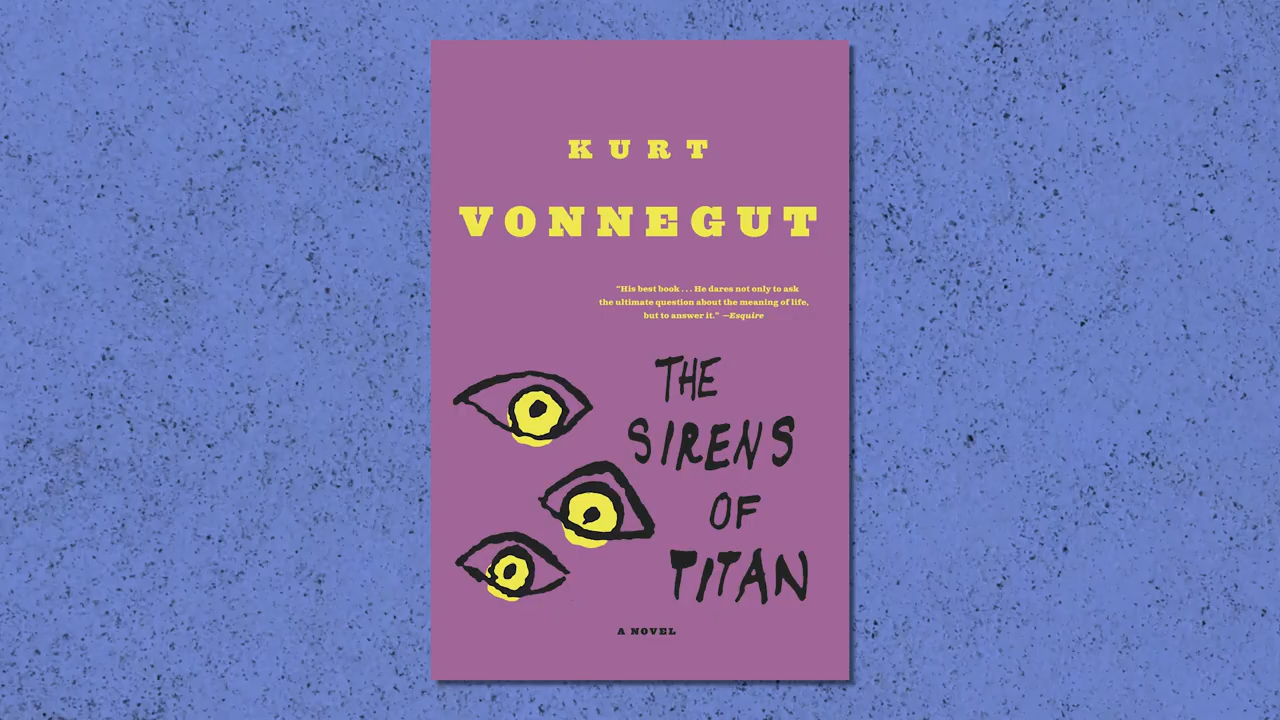 KURT
VONNEGUT
"His best book . . . He dares not only to ask
the ultimate question about the meaning of life,
but to answer it." —Esquire
THE
SIRENS
OF
TITAN
A NOVEL